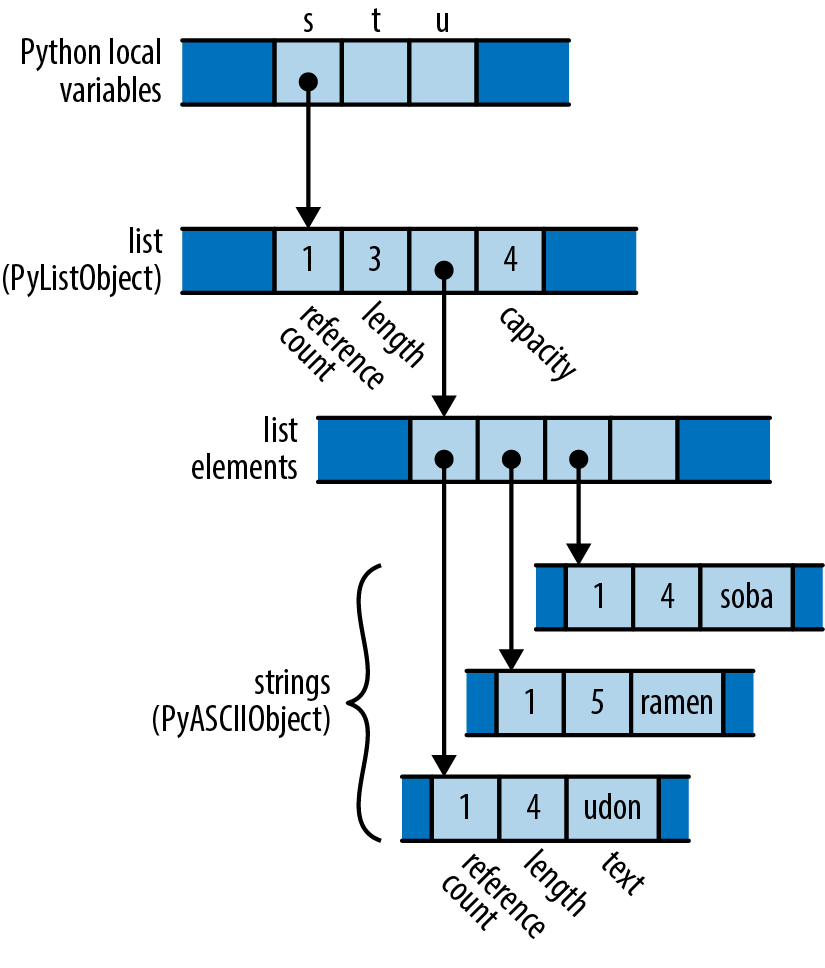 s t u
Python local
variables
list
(PyListObject)
1 3 4
reference
count
length
capacity
list
elements
1 4 soba
strings
(PyASCIIObject)
1 5 ramen
1 4 udon
reference
count
length
text